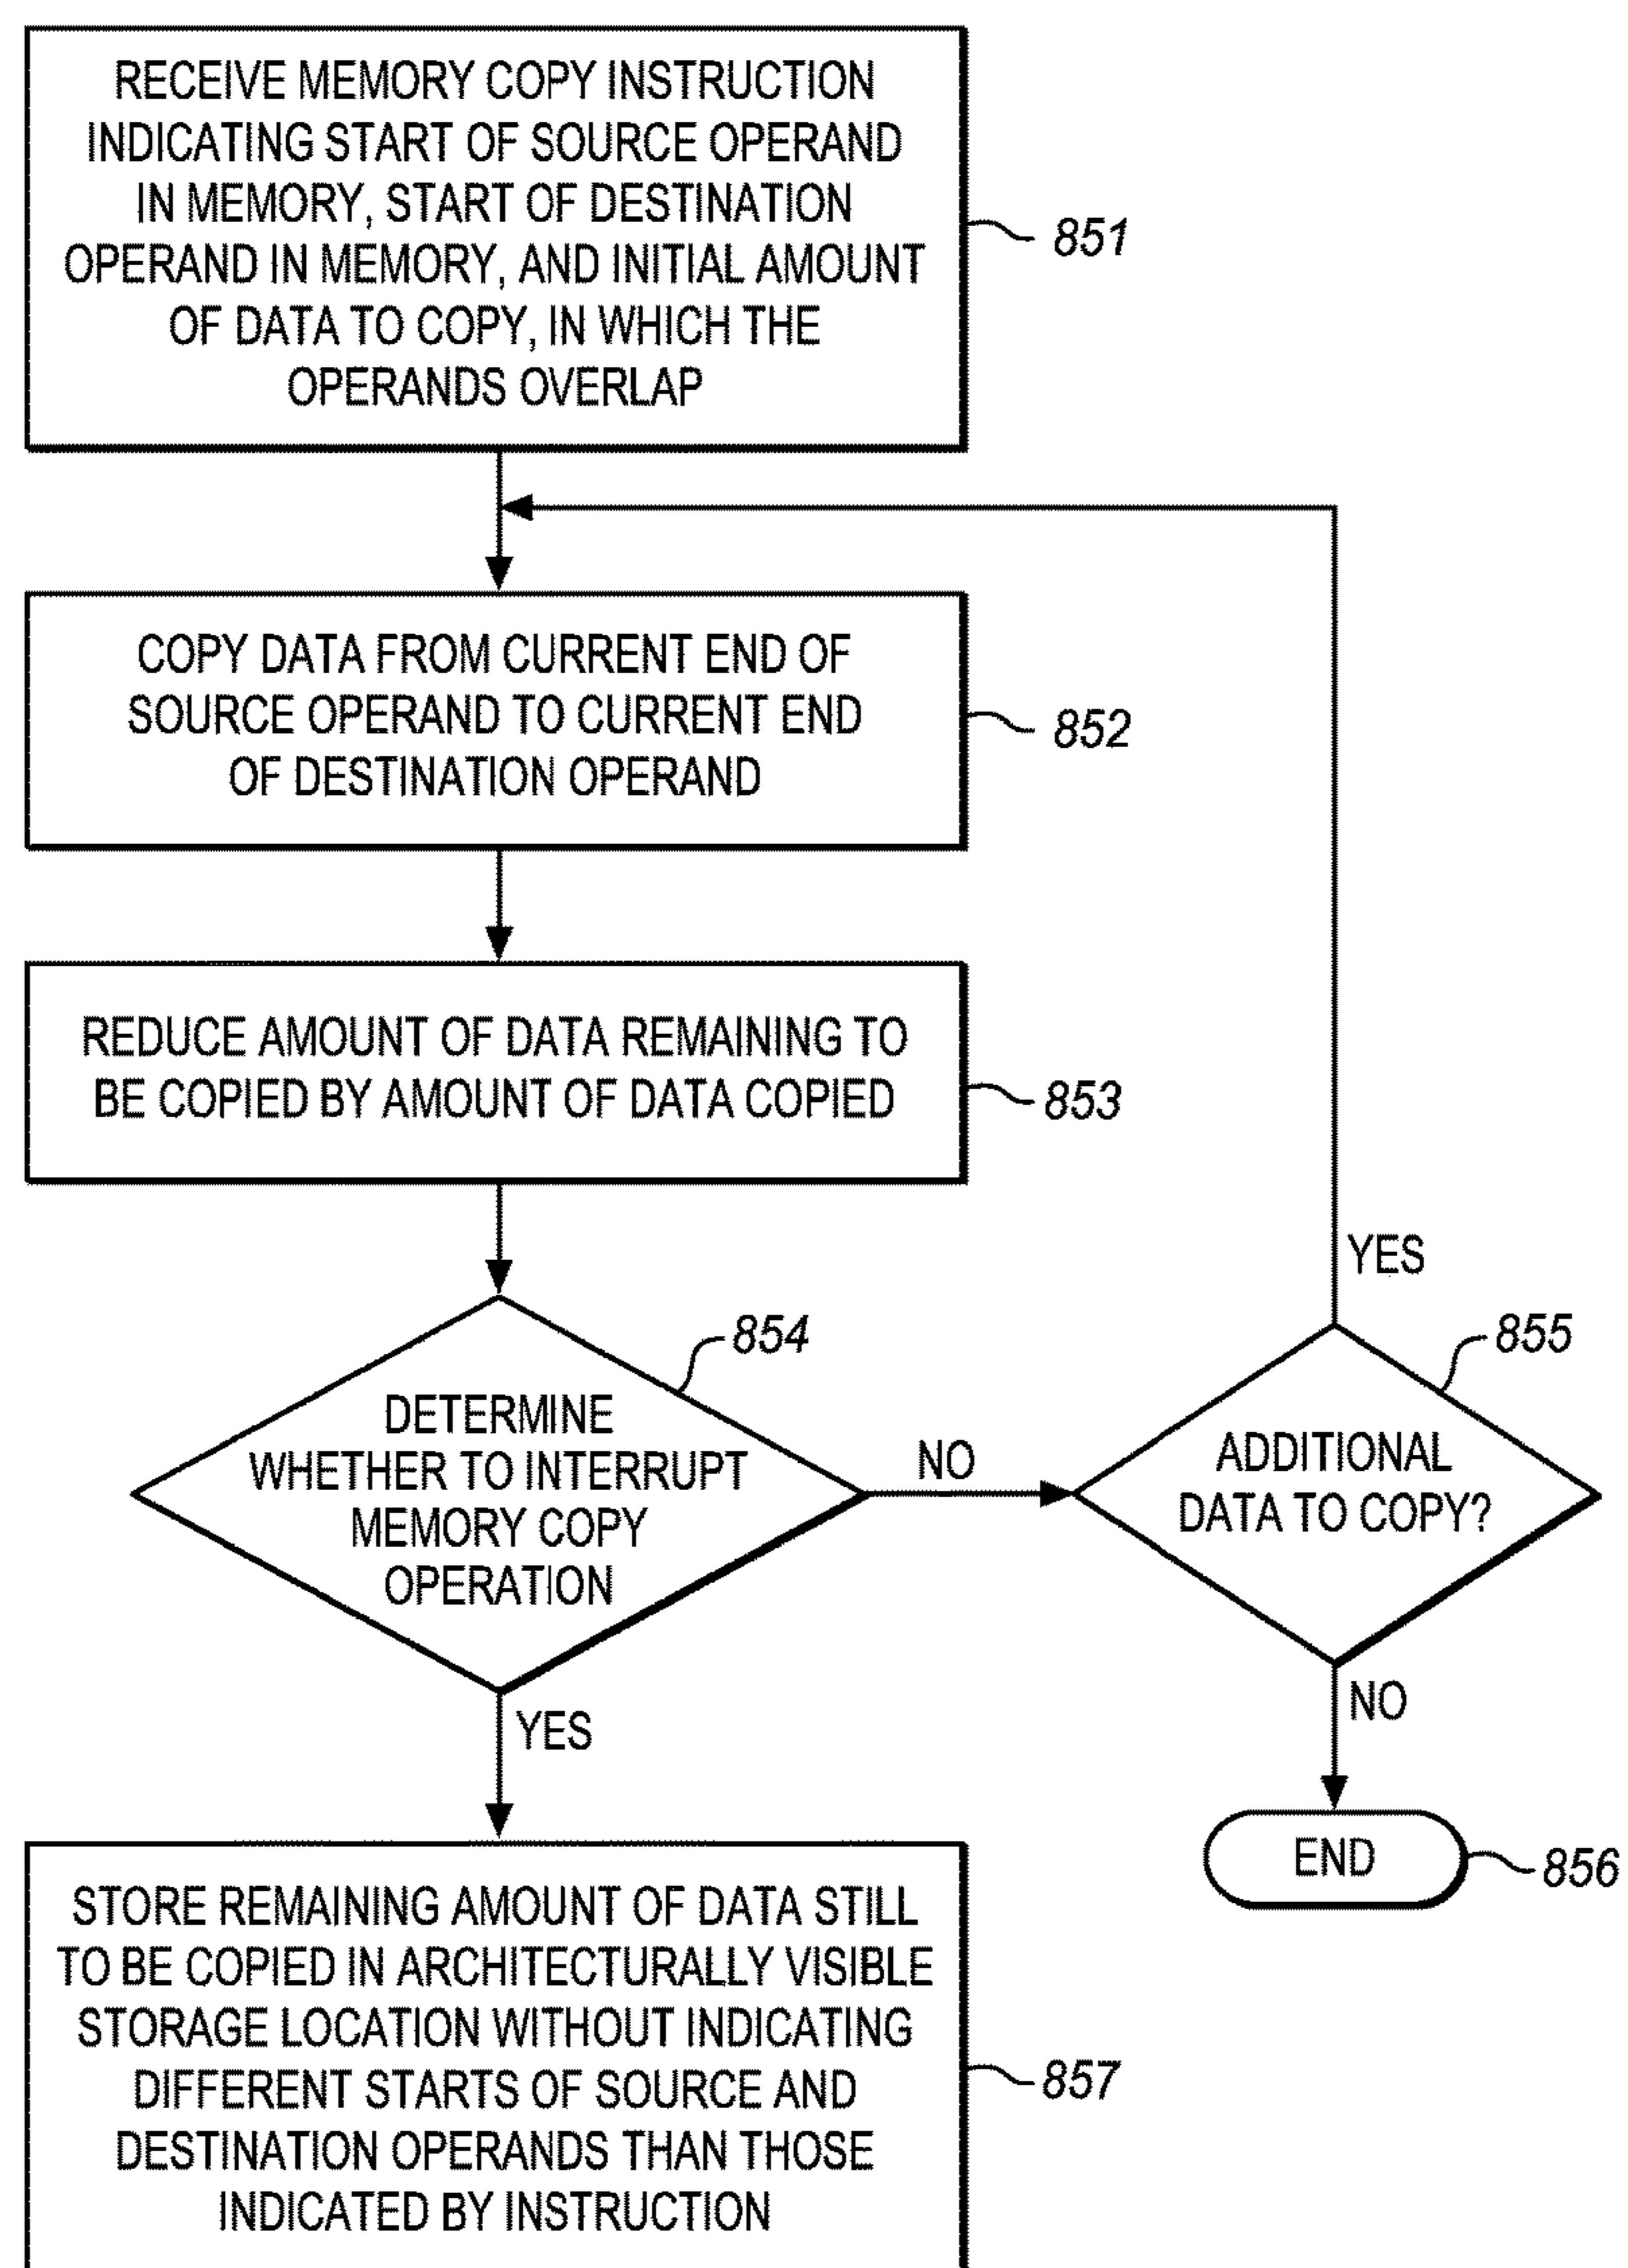 RECEIVE MEMORY COPY INSTRUCTION
INDICATING START OF SOURCE OPERAND
IN MEMORY, START OF DESTINATION
OPERAND IN MEMORY, AND INITIAL AMOUNT
OF DATA TO COPY, IN WHICH THE
OPERANDS OVERLAP
851
COPY DATA FROM CURRENT END OF
SOURCE OPERAND TO CURRENT END
OF DESTINATION OPERAND
852
REDUCE AMOUNT OF DATA REMAINING TO
BE COPIED BY AMOUNT OF DATA COPIED
853
DETERMINE
WHETHER TO INTERRUPT
MEMORY COPY
OPERATION
854
NO
YES
ADDITIONAL
DATA TO COPY?
855
YES
NO
END
856
STORE REMAINING AMOUNT OF DATA STILL
TO BE COPIED IN ARCHITECTURALLY VISIBLE
STORAGE LOCATION WITHOUT INDICATING
DIFFERENT STARTS OF SOURCE AND
DESTINATION OPERANDS THAN THOSE
INDICATED BY INSTRUCTION
857